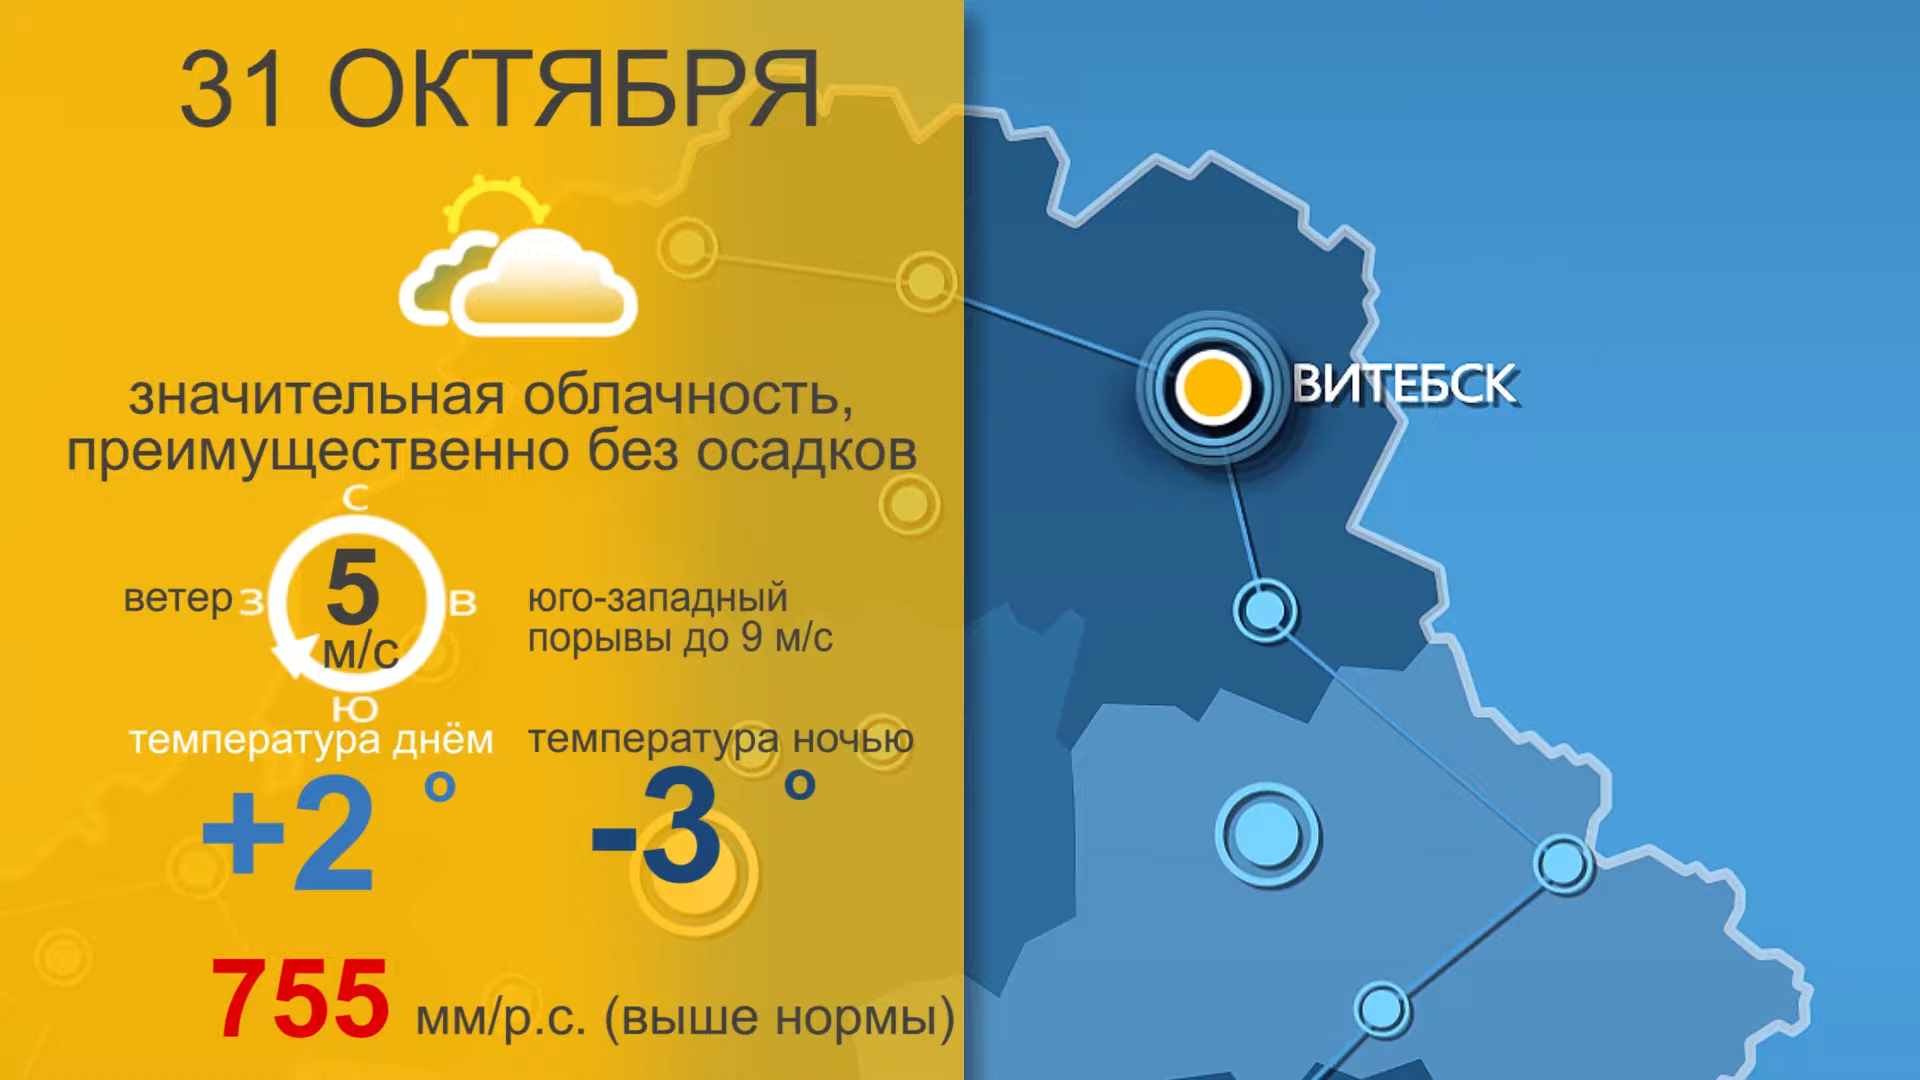 31 ОКТЯБРЯ
значительная облачность,
преимущественно без осадков
С
ветер З 5 В
м/с
Ю
юго-западный
порывы до 9 м/с
температура днём
+2 °
температура ночью
-3 °
755 мм/р.с. (выше нормы)
ВИТЕБСК